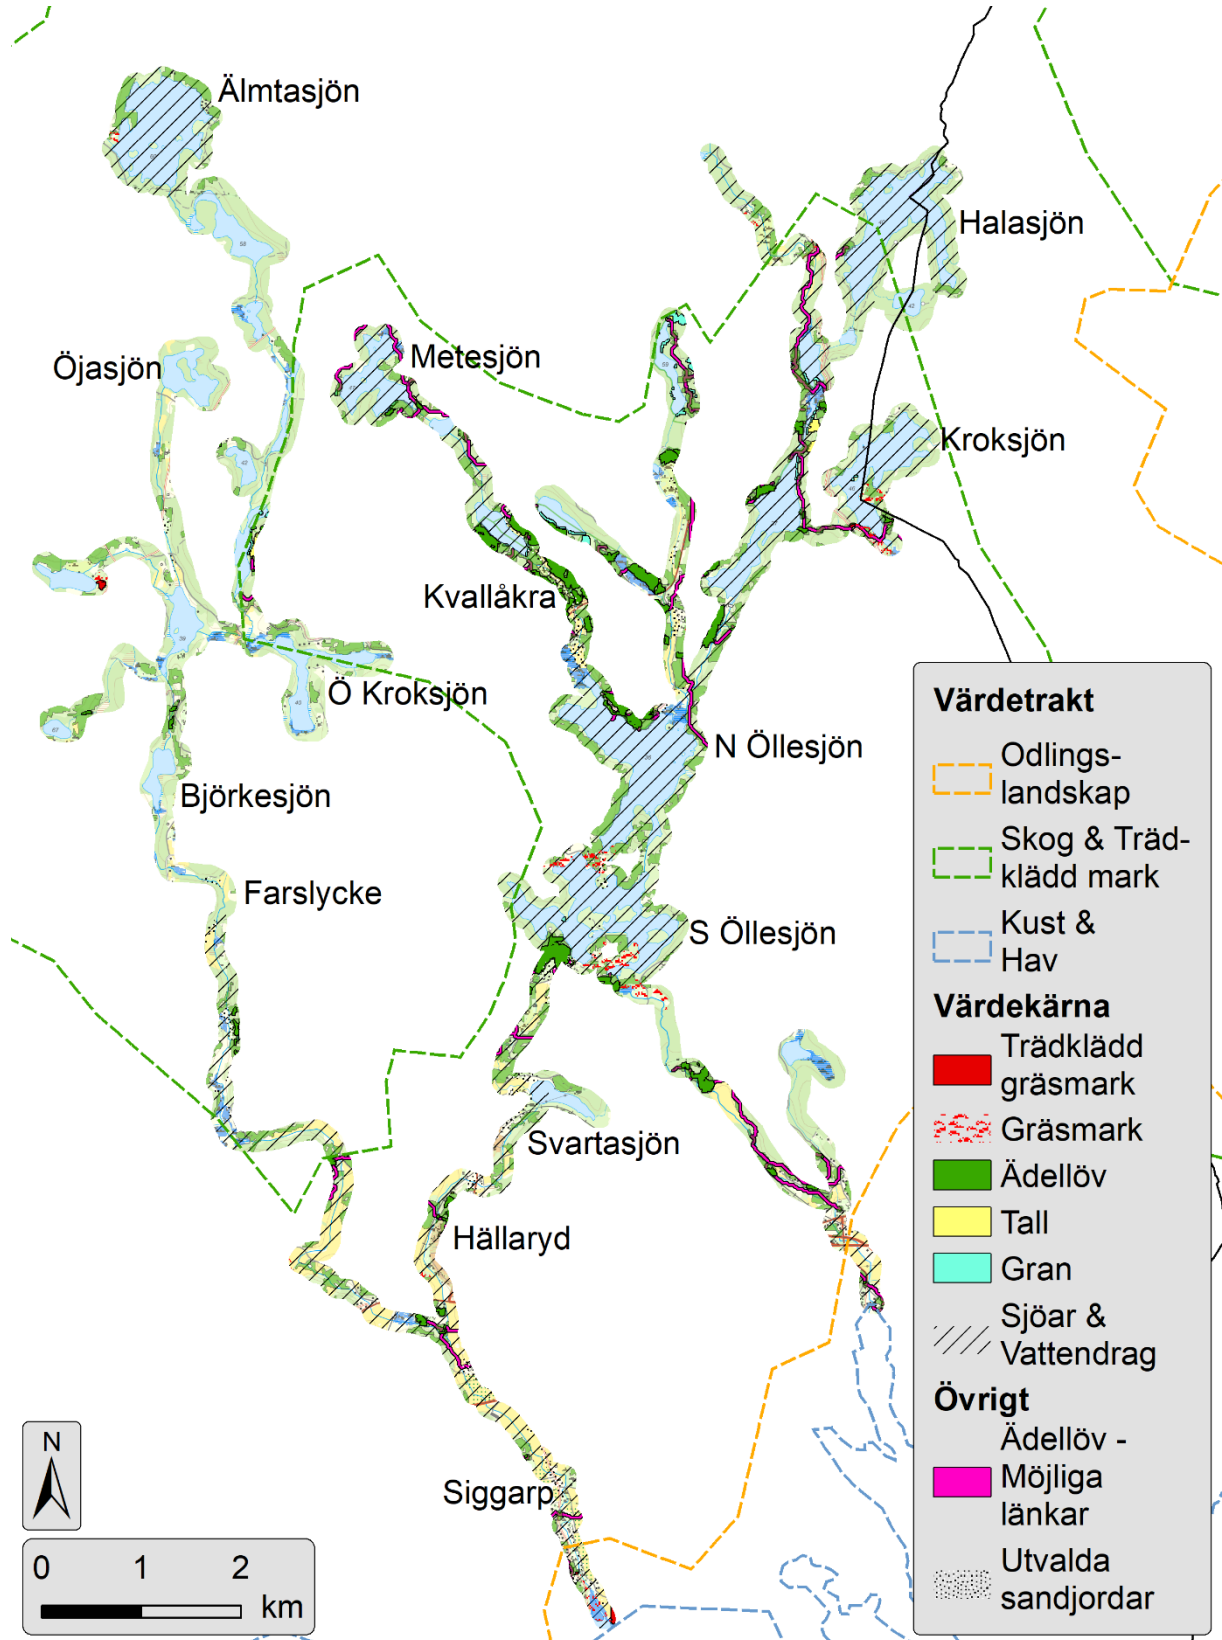 Älmtasjön
Halasjön
Öjasjön
Metesjön
Kroksjön
Kvallåkra
Ö Kroksjön
N Öllesjön
Björkesjön
Farslycke
S Öllesjön
Svartasjön
Hällaryd
Siggarp
Värdetrakt
Odlings-
landskap
Skog & Träd-
klädd mark
Kust &
Hav
Värdekärna
Trädklädd
gräsmark
Gräsmark
Ädellöv
Tall
Gran
Sjöar &
Vattendrag
Övrigt
Ädellöv -
Möjliga
länkar
Utvalda
sandjordar
N
0 1 2
km